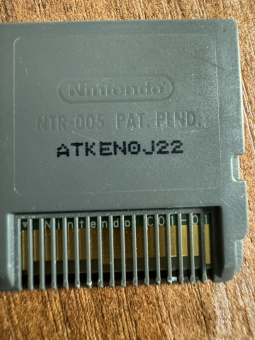 Nintendo
NTR-005 PAT. PEND.
ATKEN0J22
Nintendo